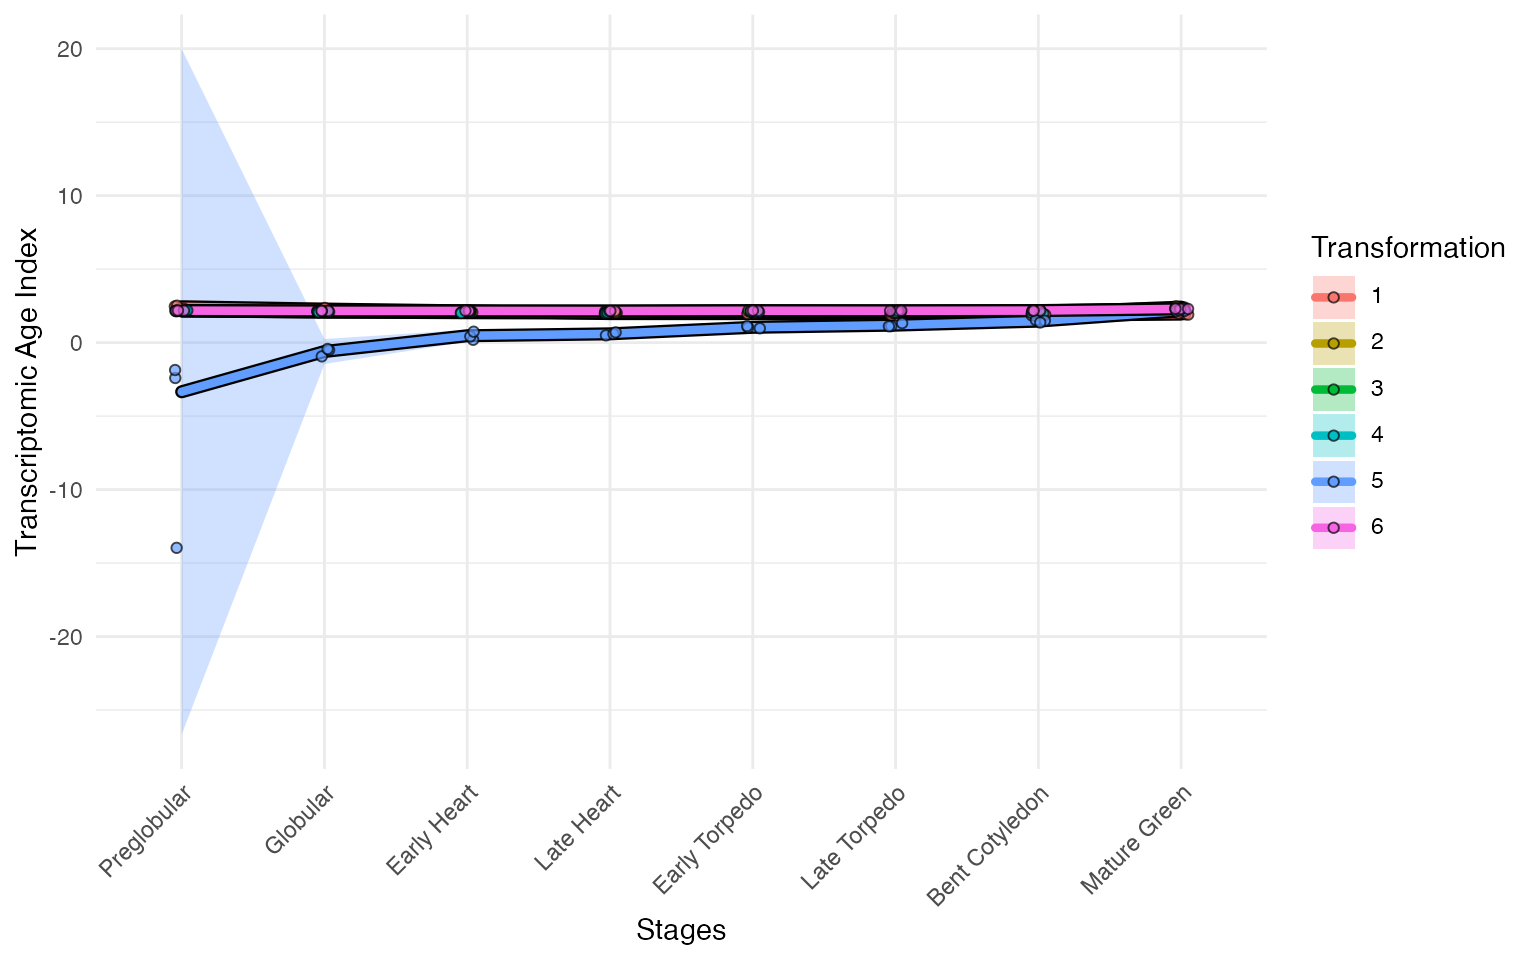 20
10
0
-10
-20
Transcriptomic Age Index
Preglobular
Globular
Early Heart
Late Heart
Early Torpedo
Late Torpedo
Bent Cotyledon
Mature Green
Stages
Transformation
1
2
3
4
5
6